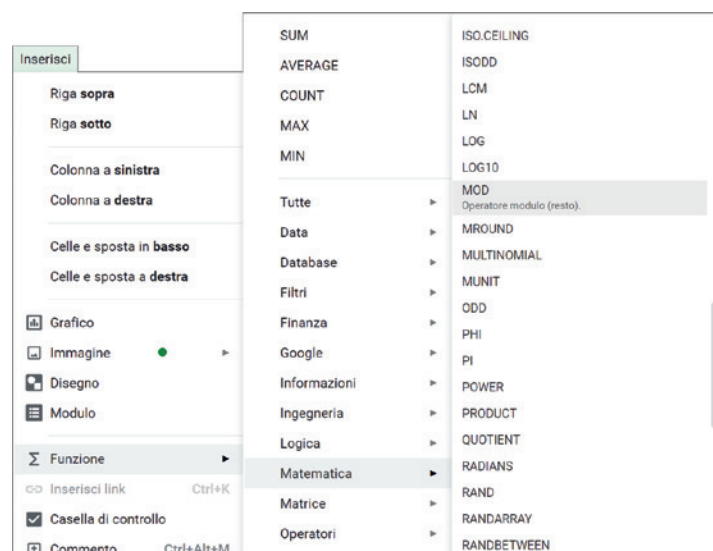 Inserisci
Riga sopra
Riga sotto
Colonna a sinistra
Colonna a destra
Celle e sposta in basso
Celle e sposta a destra
Grafico
Immagine
Disegno
Modulo
Funzione
Inserisci link Ctrl+K
Casella di controllo
Commento Ctrl+Alt+M
SUM
AVERAGE
COUNT
MAX
MIN
Tutte
Data
Database
Filtri
Finanza
Google
Informazioni
Ingegneria
Logica
Matematica
Matrice
Operatori
ISO.CEILING
ISODD
LCM
LN
LOG
LOG10
MOD
Operatore modulo (resto).
MROUND
MULTINOMIAL
MUNIT
ODD
PHI
PI
POWER
PRODUCT
QUOTIENT
RADIANS
RAND
RANDARRAY
RANDBETWEEN